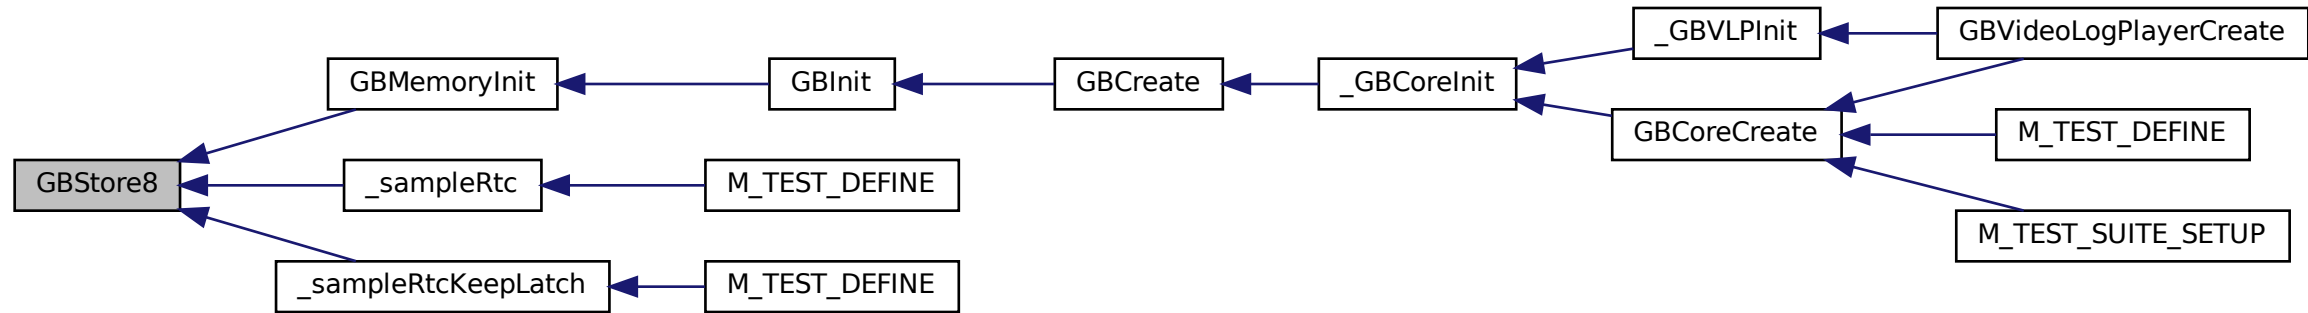 _GBVLPInit
GBVideoLogPlayerCreate
GBMemoryInit
GBInit
GBCreate
_GBCoreInit
GBCoreCreate
M_TEST_DEFINE
GBStore8
_sampleRtc
M_TEST_DEFINE
M_TEST_SUITE_SETUP
_sampleRtcKeepLatch
M_TEST_DEFINE